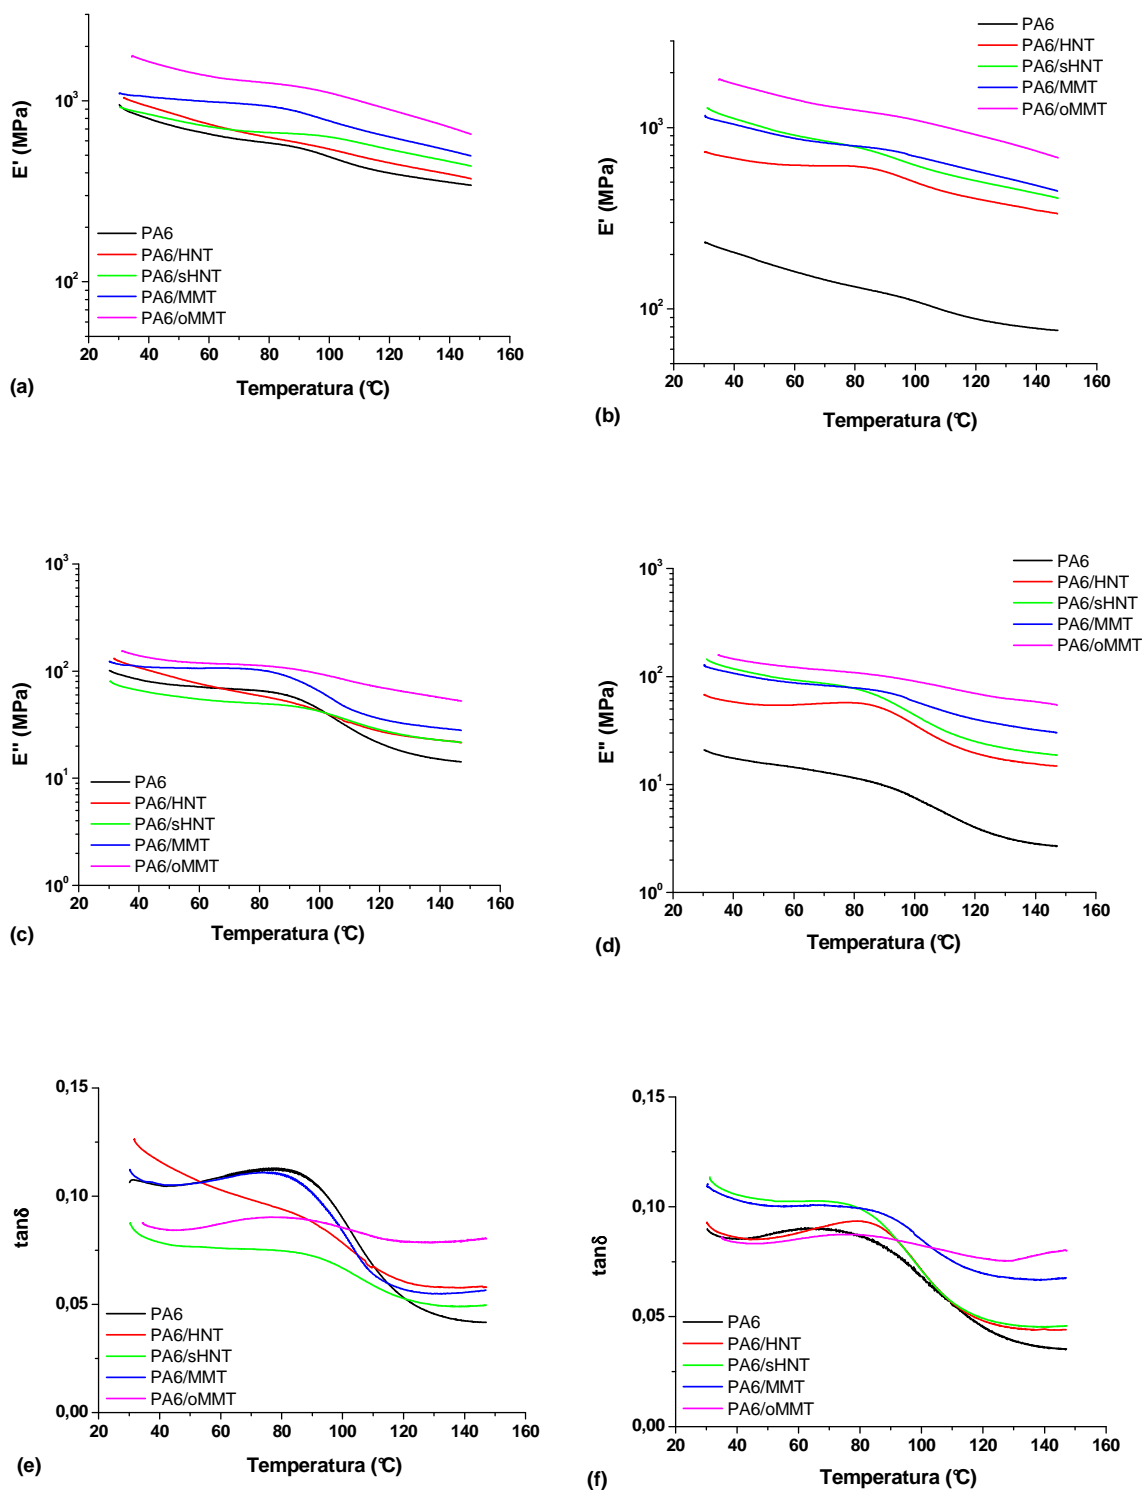 10³
10²
E' (MPa)
PA6
PA6/HNT
PA6/sHNT
PA6/MMT
PA6/oMMT
20 40 60 80 100 120 140 160
Temperatura (°C)
(a)
PA6
PA6/HNT
PA6/sHNT
PA6/MMT
PA6/oMMT
10³
10²
E' (MPa)
20 40 60 80 100 120 140 160
Temperatura (°C)
(b)
10³
10²
10¹
10⁰
E" (MPa)
PA6
PA6/HNT
PA6/sHNT
PA6/MMT
PA6/oMMT
20 40 60 80 100 120 140 160
Temperatura (°C)
(c)
PA6
PA6/HNT
PA6/sHNT
PA6/MMT
PA6/oMMT
10³
10²
10¹
10⁰
E" (MPa)
20 40 60 80 100 120 140 160
Temperatura (°C)
(d)
0,15
0,10
0,05
0,00
tanδ
PA6
PA6/HNT
PA6/sHNT
PA6/MMT
PA6/oMMT
20 40 60 80 100 120 140 160
Temperatura (°C)
(e)
0,15
0,10
0,05
0,00
tanδ
PA6
PA6/HNT
PA6/sHNT
PA6/MMT
PA6/oMMT
20 40 60 80 100 120 140 160
Temperatura (°C)
(f)